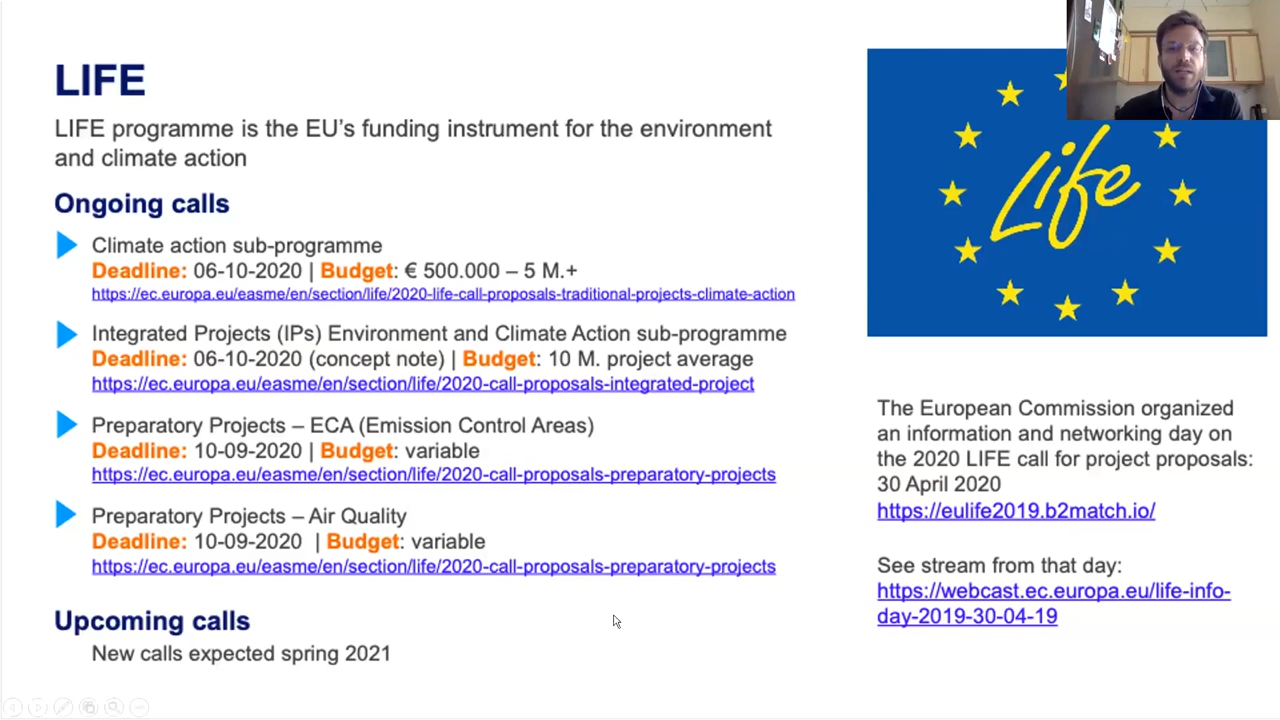 LIFE
LIFE programme is the EU's funding instrument for the environment
and climate action
Ongoing calls
Climate action sub-programme
Deadline: 06-10-2020 | Budget: € 500.000 – 5 M.+
https://ec.europa.eu/easme/en/section/life/2020-life-call-proposals-traditional-projects-climate-action
Integrated Projects (IPs) Environment and Climate Action sub-programme
Deadline: 06-10-2020 (concept note) | Budget: 10 M. project average
https://ec.europa.eu/easme/en/section/life/2020-call-proposals-integrated-project
Preparatory Projects – ECA (Emission Control Areas)
Deadline: 10-09-2020 | Budget: variable
https://ec.europa.eu/easme/en/section/life/2020-call-proposals-preparatory-projects
Preparatory Projects – Air Quality
Deadline: 10-09-2020 | Budget: variable
https://ec.europa.eu/easme/en/section/life/2020-call-proposals-preparatory-projects
Upcoming calls
New calls expected spring 2021
Life
The European Commission organized
an information and networking day on
the 2020 LIFE call for project proposals:
30 April 2020
https://eulife2019.b2match.io/
See stream from that day:
https://webcast.ec.europa.eu/life-info-
day-2019-30-04-19